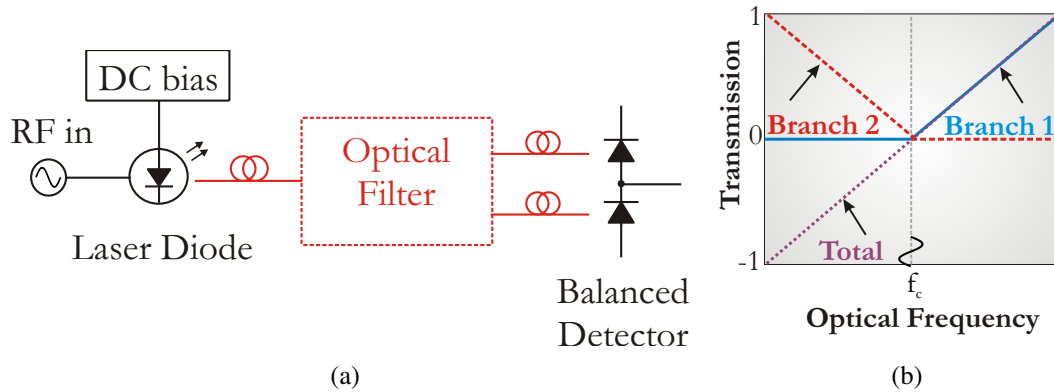 DC bias
RF in
Optical
Filter
Laser Diode
Balanced
Detector
(a)
1
0
-1
Transmission
Branch 2
Branch 1
Total
f_c
Optical Frequency
(b)